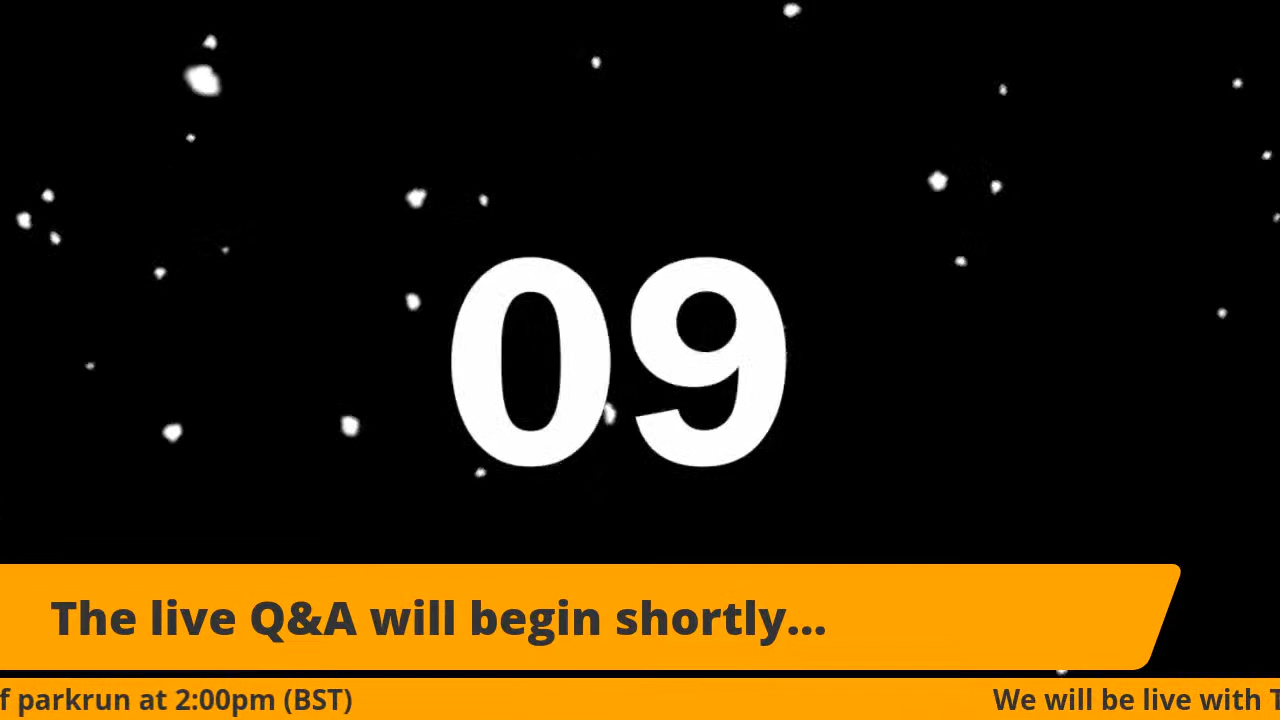 09
The live Q&A will begin shortly...
parkrun at 2:00pm (BST) We will be live with